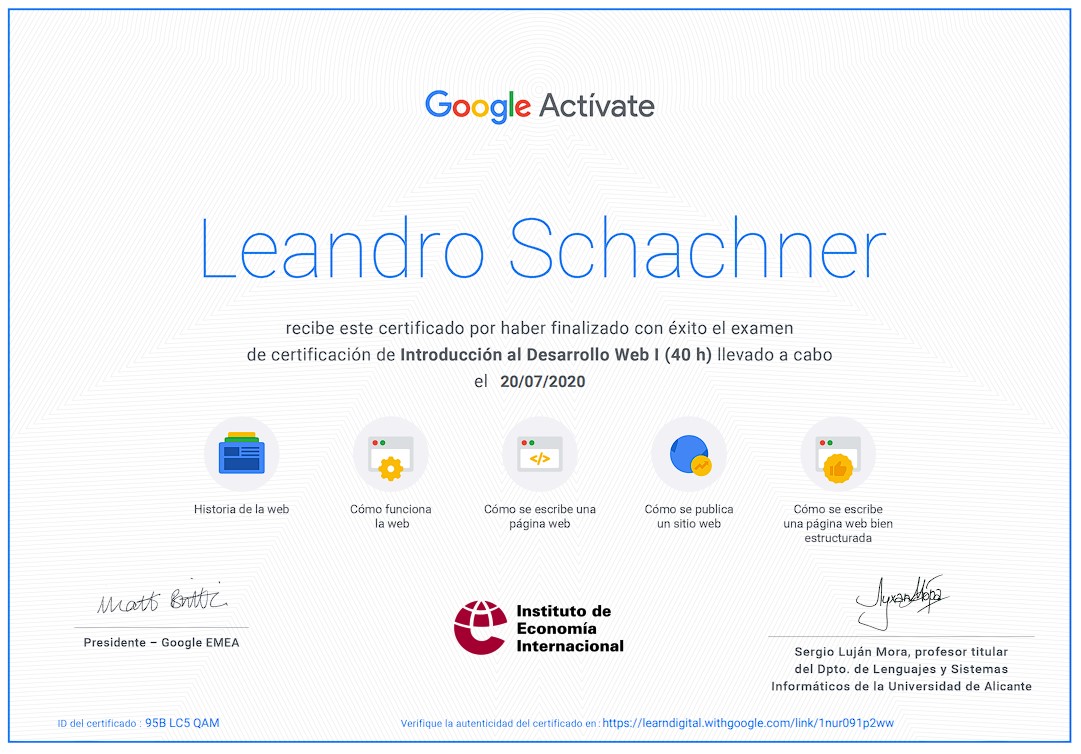 Google Actívate
Leandro Schachner
recibe este certificado por haber finalizado con éxito el examen
de certificación de Introducción al Desarrollo Web I (40 h) llevado a cabo
el 20/07/2020
</>
Historia de la web
Cómo funciona
la web
Cómo se escribe una
página web
Cómo se publica
un sitio web
Cómo se escribe
una página web bien
estructurada
Presidente – Google EMEA
Instituto de
Economía
Internacional
Sergio Luján Mora, profesor titular
del Dpto. de Lenguajes y Sistemas
Informáticos de la Universidad de Alicante
ID del certificado : 95B LC5 QAM
Verifique la autenticidad del certificado en : https://learndigital.withgoogle.com/link/1nur091p2ww